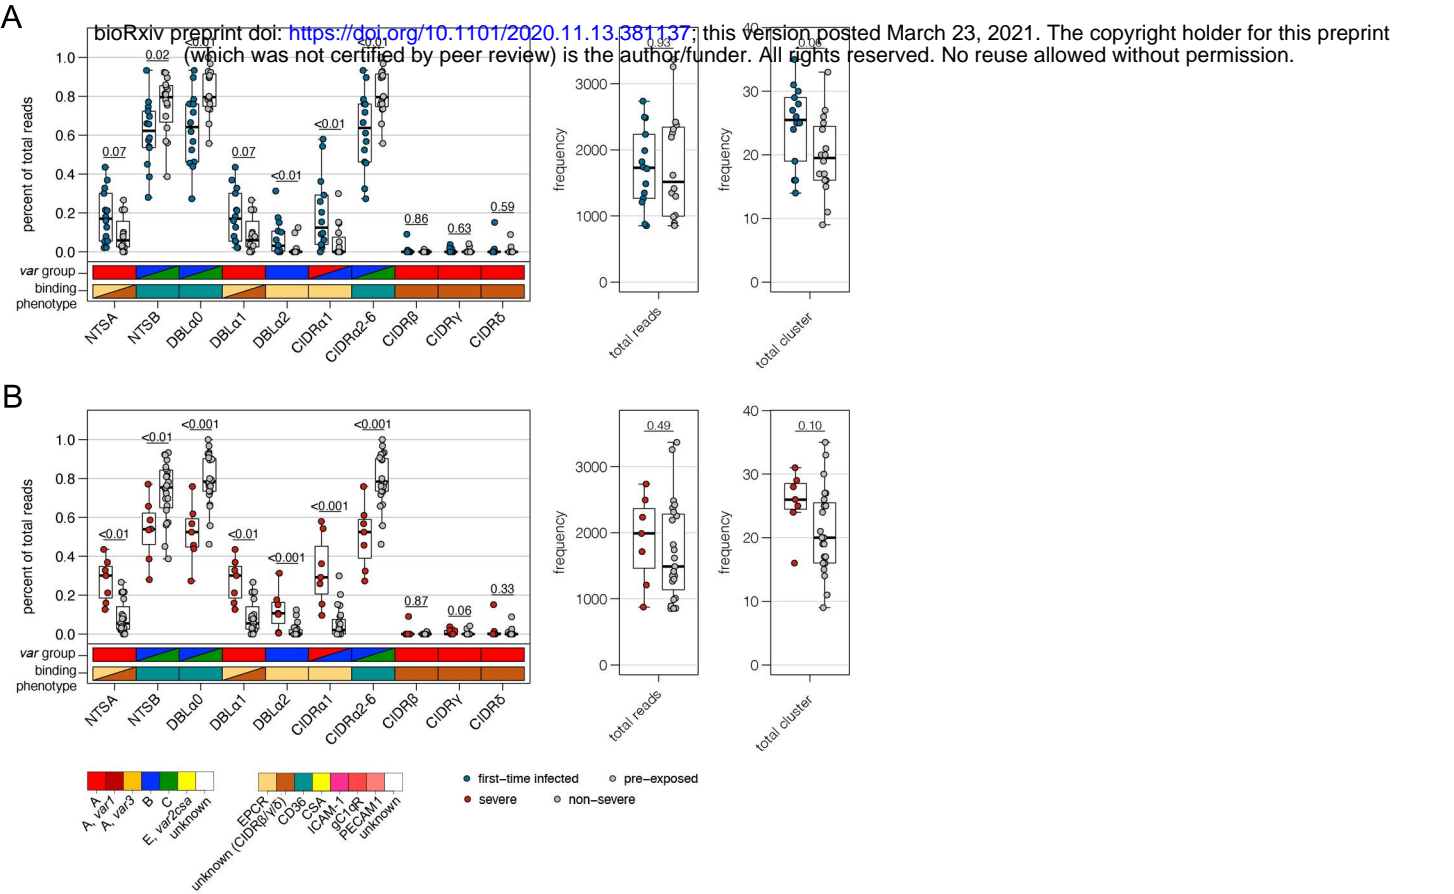 A
bioRxiv preprint doi: https://doi.org/10.1101/2020.11.13.381137; this version posted March 23, 2021. The copyright holder for this preprint
(which was not certified by peer review) is the author/funder. All rights reserved. No reuse allowed without permission.
percent of total reads
1.0
0.8
0.6
0.4
0.2
0.0
0.07
0.02
<0.01
0.07
<0.01
<0.01
<0.01
0.86
0.63
0.59
var group
binding
phenotype
NTSA
NTSB
DBLα0
DBLα1
DBLα2
CIDRα1
CIDRα2-6
CIDRβ
CIDRγ
CIDRδ
frequency
3000
2000
1000
0
0.93
total reads
frequency
40
30
20
10
0
0.06
total cluster
B
percent of total reads
1.0
0.8
0.6
0.4
0.2
0.0
<0.01
<0.01
<0.001
<0.01
<0.001
<0.001
<0.001
0.87
0.06
0.33
var group
binding
phenotype
NTSA
NTSB
DBLα0
DBLα1
DBLα2
CIDRα1
CIDRα2-6
CIDRβ
CIDRγ
CIDRδ
frequency
3000
2000
1000
0
0.49
total reads
frequency
40
30
20
10
0
0.10
total cluster
A
A, var1
A, var3
B
C
E, var2csa
unknown
EPCR
unknown (CIDRβ/γ/δ)
CD36
CSA
ICAM-1
gC1qR
PECAM1
unknown
first-time infected
pre-exposed
severe
non-severe